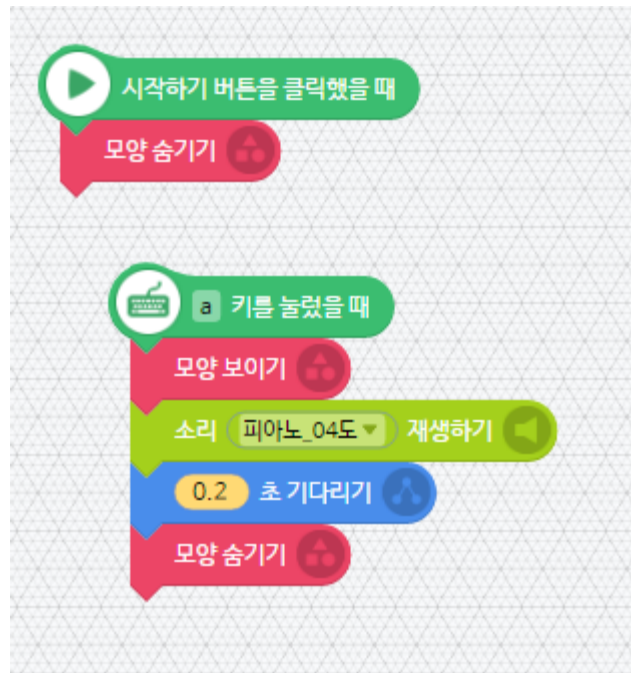 시작하기 버튼을 클릭했을 때
모양 숨기기
a 키를 눌렀을 때
모양 보이기
소리 피아노_04도 재생하기
0.2 초 기다리기
모양 숨기기